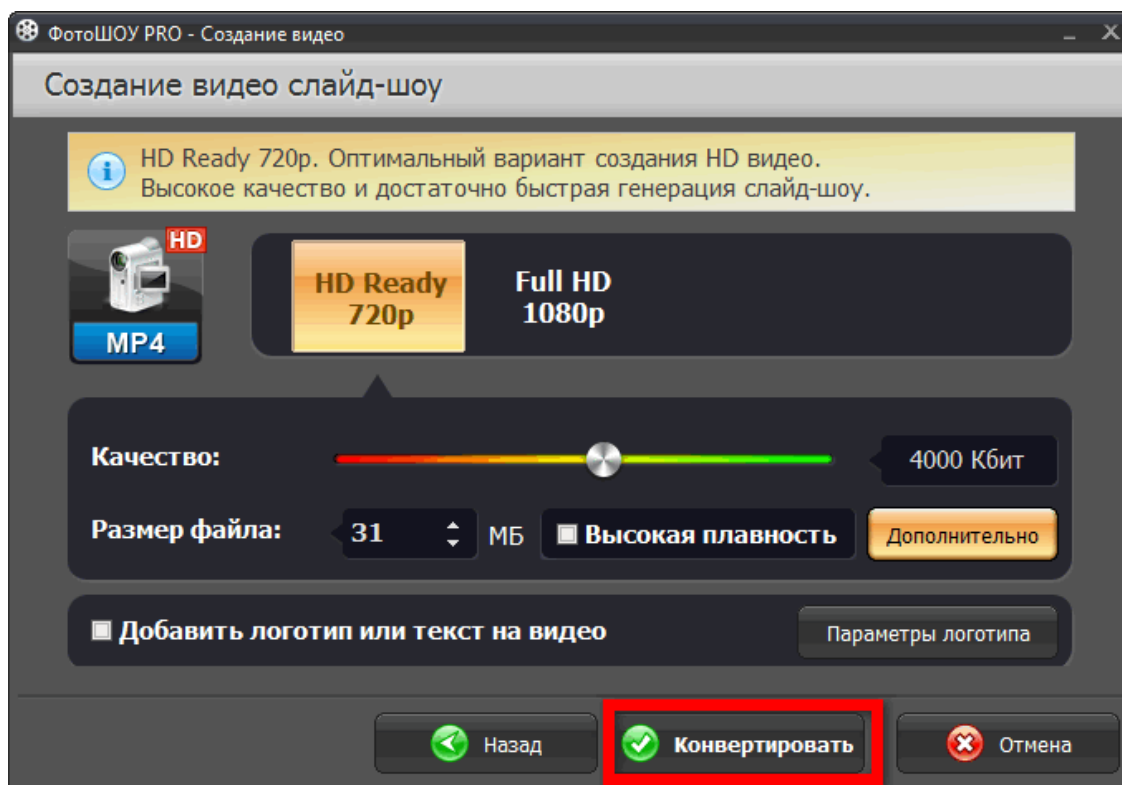 ФотоШОУ PRO - Создание видео
Создание видео слайд-шоу
HD Ready 720p. Оптимальный вариант создания HD видео.
Высокое качество и достаточно быстрая генерация слайд-шоу.
HD
MP4
HD Ready
720p
Full HD
1080p
Качество:
4000 Кбит
Размер файла:
31
МБ
Высокая плавность
Дополнительно
Добавить логотип или текст на видео
Параметры логотипа
Назад
Конвертировать
Отмена